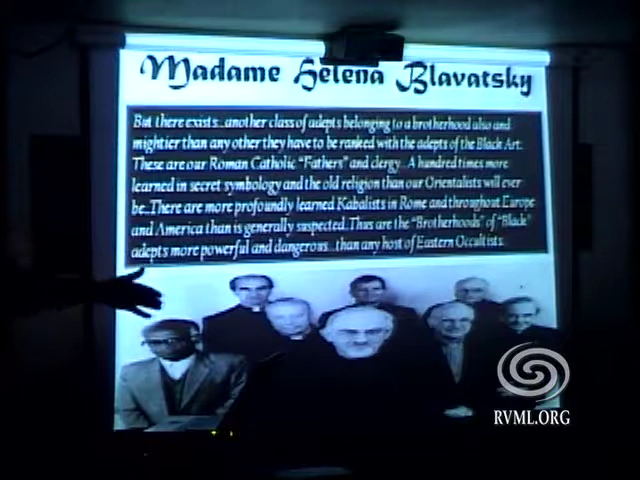 Madame Helena Blavatsky
But there exists...another class of adepts belonging to a brotherhood also and
mightier than any other they have to be ranked with the adepts of the Black Art.
These are our Roman Catholic "Fathers" and clergy...A hundred times more
learned in secret symbology and the old religion than our Orientalists will ever
be...There are more profoundly learned Kabalists in Rome and throughout Europe
and America than is generally suspected. Thus are the "Brotherhoods" of "Black"
adepts more powerful and dangerous...than any host of Eastern Occultists.
RVML.ORG